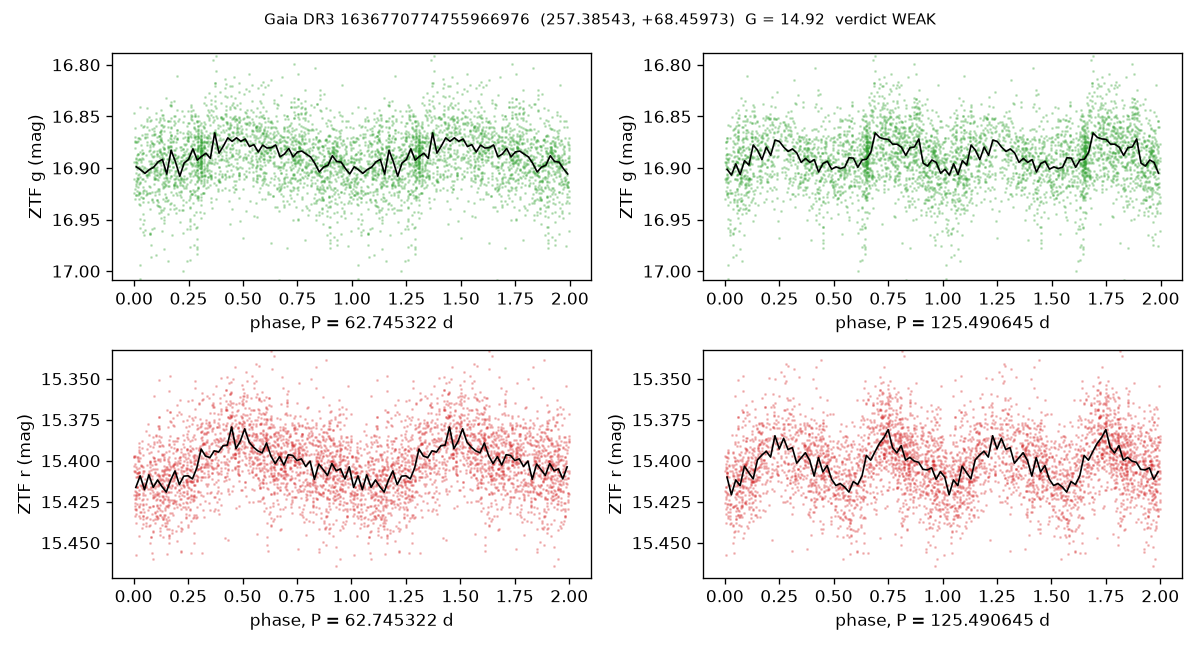 Gaia DR3 1636770774755966976 (257.38543, +68.45973) G = 14.92 verdict WEAK
ZTF g (mag)
16.80
16.85
16.90
16.95
17.00
0.00 0.25 0.50 0.75 1.00 1.25 1.50 1.75 2.00
phase, P = 62.745322 d
ZTF g (mag)
16.80
16.85
16.90
16.95
17.00
0.00 0.25 0.50 0.75 1.00 1.25 1.50 1.75 2.00
phase, P = 125.490645 d
ZTF r (mag)
15.350
15.375
15.400
15.425
15.450
0.00 0.25 0.50 0.75 1.00 1.25 1.50 1.75 2.00
phase, P = 62.745322 d
ZTF r (mag)
15.350
15.375
15.400
15.425
15.450
0.00 0.25 0.50 0.75 1.00 1.25 1.50 1.75 2.00
phase, P = 125.490645 d